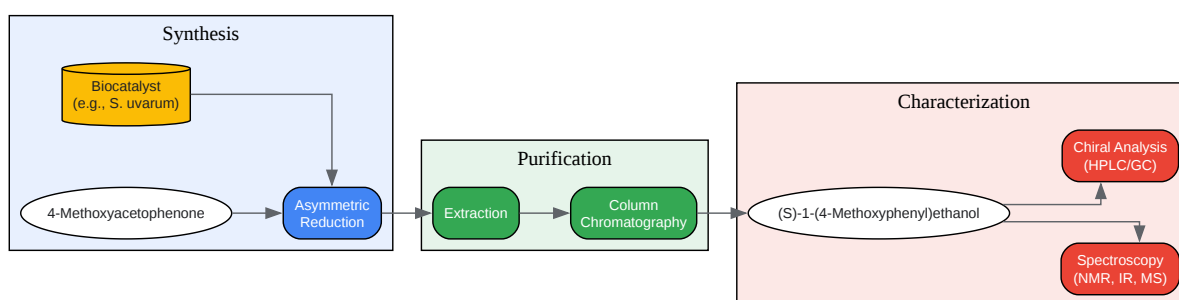 Synthesis
Biocatalyst
(e.g., S. uvarum)
4-Methoxyacetophenone
Asymmetric
Reduction
Purification
Extraction
Column
Chromatography
Characterization
(S)-1-(4-Methoxyphenyl)ethanol
Chiral Analysis
(HPLC/GC)
Spectroscopy
(NMR, IR, MS)